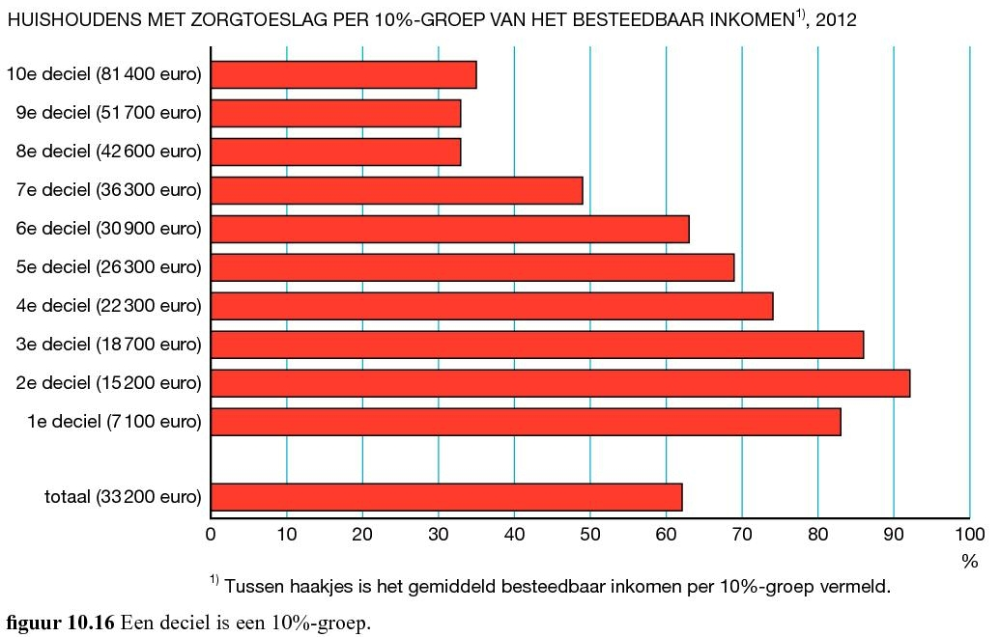 HUISHOUDENS MET ZORGTOESLAG PER 10%-GROEP VAN HET BESTEEDBAAR INKOMEN1), 2012
10e deciel (81 400 euro)
9e deciel (51 700 euro)
8e deciel (42 600 euro)
7e deciel (36 300 euro)
6e deciel (30 900 euro)
5e deciel (26 300 euro)
4e deciel (22 300 euro)
3e deciel (18 700 euro)
2e deciel (15 200 euro)
1e deciel (7 100 euro)
totaal (33 200 euro)
0 10 20 30 40 50 60 70 80 90 100
%
1) Tussen haakjes is het gemiddeld besteedbaar inkomen per 10%-groep vermeld.
figuur 10.16 Een deciel is een 10%-groep.